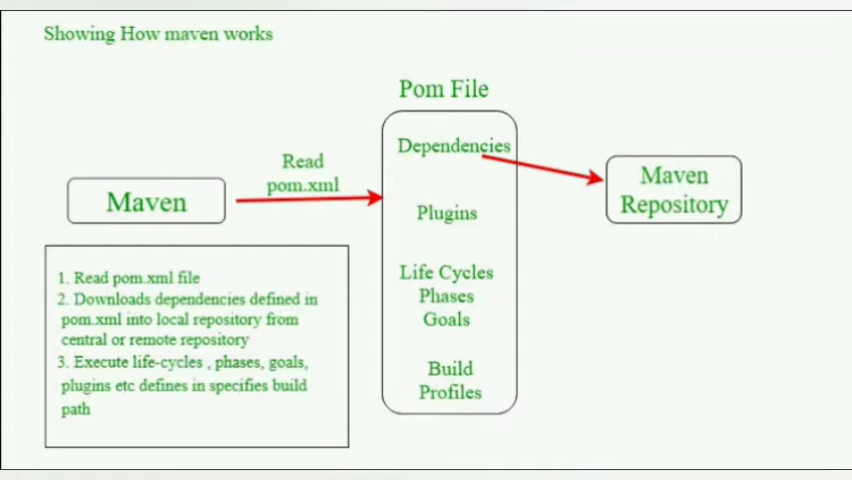 Showing How maven works
Pom File
Read
pom.xml
Maven
Dependencies
Plugins
Life Cycles
Phases
Goals
Build
Profiles
Maven
Repository
1. Read pom.xml file
2. Downloads dependencies defined in
pom.xml into local repository from
central or remote repository
3. Execute life-cycles , phases, goals,
plugins etc defines in specifies build
path